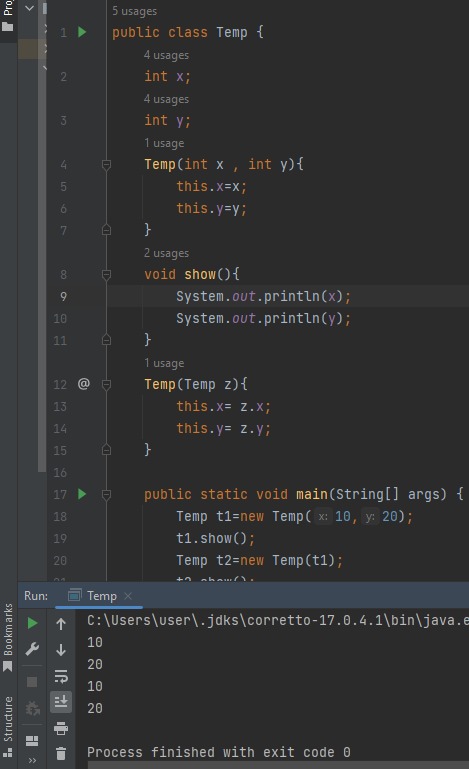 Pro
5 usages
1 public class Temp {
4 usages
2 int x;
4 usages
3 int y;
1 usage
4 Temp(int x , int y){
5 this.x=x;
6 this.y=y;
7 }
2 usages
8 void show(){
9 System.out.println(x);
10 System.out.println(y);
11 }
1 usage
12 @ Temp(Temp z){
13 this.x= z.x;
14 this.y= z.y;
15 }
16
17 public static void main(String[] args) {
18 Temp t1=new Temp( x: 10, y: 20);
19 t1.show();
20 Temp t2=new Temp(t1);
21 t2.show();
Run: Temp ×
C:\Users\user\.jdks\corretto-17.0.4.1\bin\java.e
10
20
10
20
Process finished with exit code 0
Bookmarks
Structure